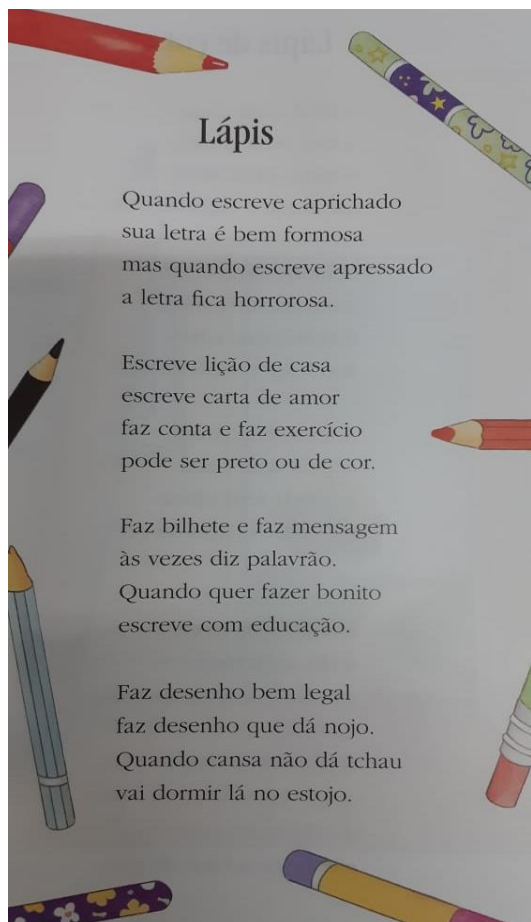 Lápis
Quando escreve caprichado
sua letra é bem formosa
mas quando escreve apressado
a letra fica horrorosa.
Escreve lição de casa
escreve carta de amor
faz conta e faz exercício
pode ser preto ou de cor.
Faz bilhete e faz mensagem
às vezes diz palavrão.
Quando quer fazer bonito
escreve com educação.
Faz desenho bem legal
faz desenho que dá nojo.
Quando cansa não dá tchau
vai dormir lá no estojo.